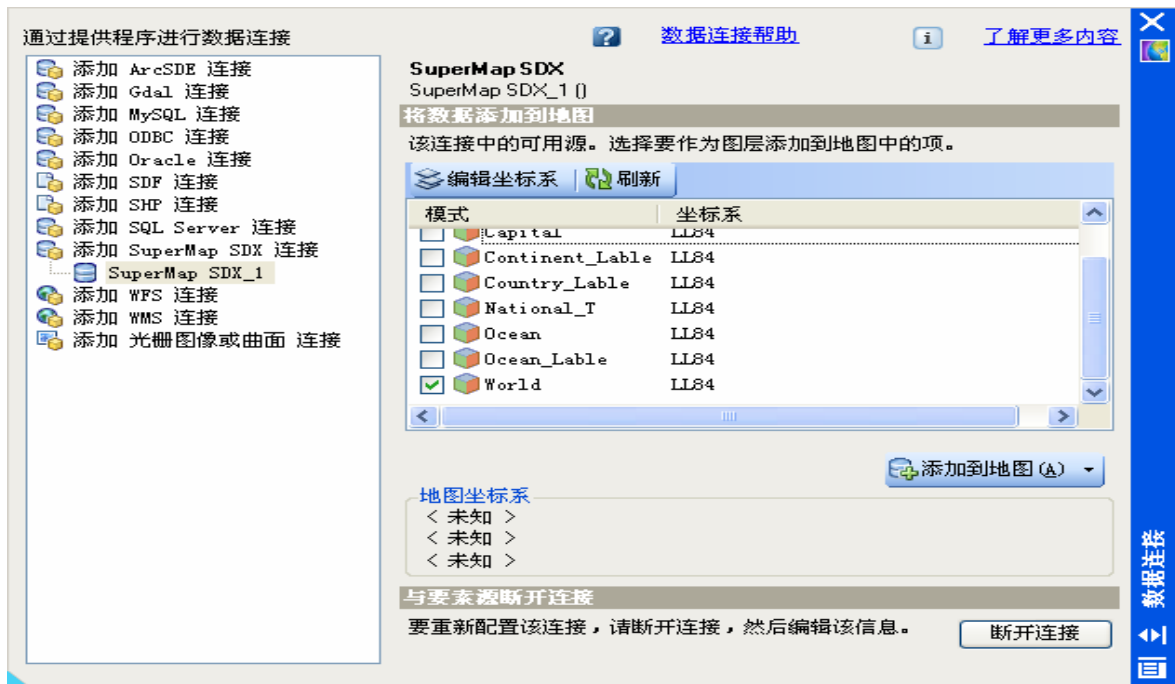 通过提供程序进行数据连接
数据连接帮助
了解更多内容
添加 ArcSDE 连接
添加 Gdal 连接
添加 MySQL 连接
添加 ODBC 连接
添加 Oracle 连接
添加 SDF 连接
添加 SHP 连接
添加 SQL Server 连接
添加 SuperMap SDX 连接
SuperMap SDX_1
添加 WFS 连接
添加 WMS 连接
添加 光栅图像或曲面 连接
SuperMap SDX
SuperMap SDX_1 ()
将数据添加到地图
该连接中的可用源。选择要作为图层添加到地图中的项。
编辑坐标系 刷新
模式 坐标系
Capital LL84
Continent_Lable LL84
Country_Lable LL84
National_T LL84
Ocean LL84
Ocean_Lable LL84
World LL84
添加到地图(A)
地图坐标系
< 未知 >
< 未知 >
< 未知 >
与要素源断开连接
要重新配置该连接，请断开连接，然后编辑该信息。
断开连接
数据连接